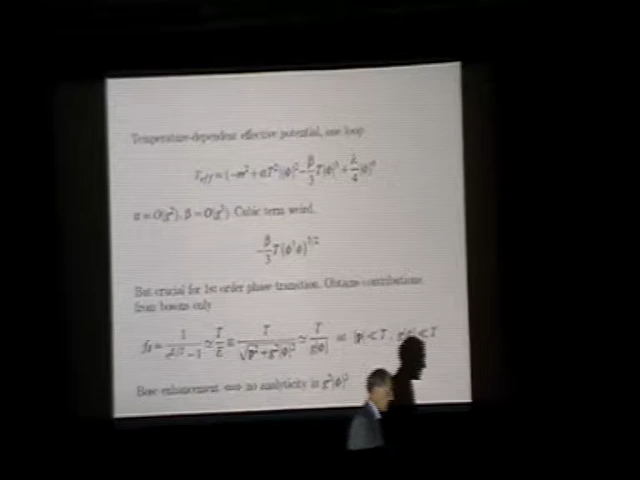 Temperature-dependent effective potential, one loop
V_eff = (-m² + αT²)|φ|² - β/3 T|φ|³ + λ/4 |φ|⁴
α = O(g²), β = O(g³) Cubic term weird,
-β/3 T(φ†φ)^3/2
But crucial for 1st order phase transition. Obtains contributions
from bosons only
f_B = 1/(e^E/T - 1) ≃ T/E ≡ T/√(p² + g²|φ|²) ≃ T/(g|φ|) |p| < T, g|φ| < T
Bose enhancement ⟺ no analyticity in g²|φ|²